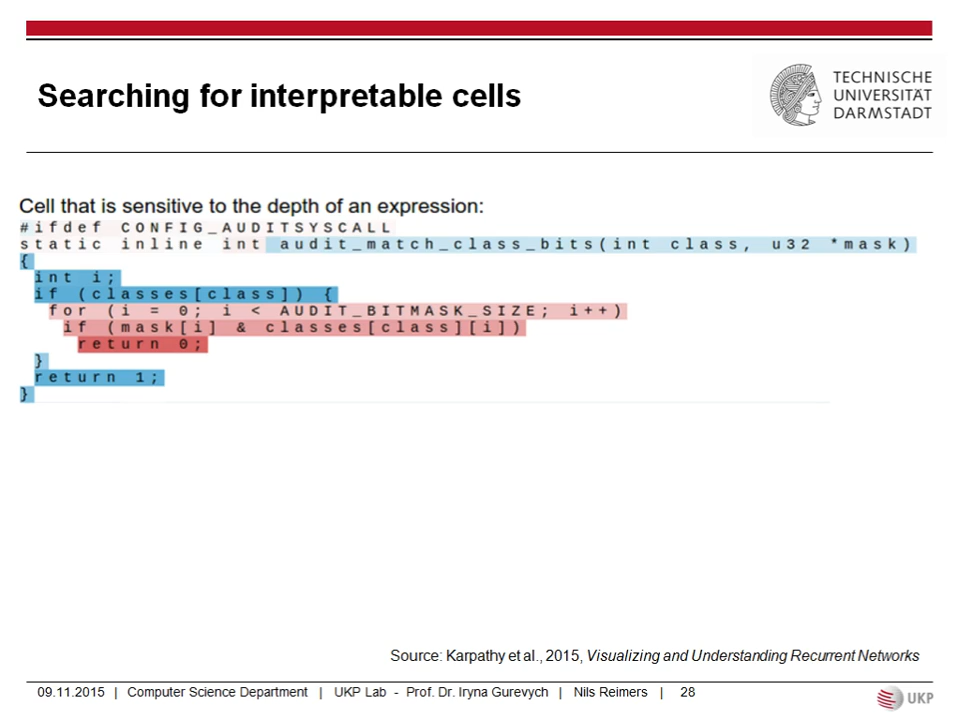 Searching for interpretable cells
TECHNISCHE
UNIVERSITÄT
DARMSTADT
Cell that is sensitive to the depth of an expression:
#ifdef CONFIG_AUDITSYSCALL
static inline int audit_match_class_bits(int class, u32 *mask)
{
int i;
if (classes[class]) {
for (i = 0; i < AUDIT_BITMASK_SIZE; i++)
if (mask[i] & classes[class][i])
return 0;
}
return 1;
}
Source: Karpathy et al., 2015, Visualizing and Understanding Recurrent Networks
09.11.2015 | Computer Science Department | UKP Lab - Prof. Dr. Iryna Gurevych | Nils Reimers | 28
UKP